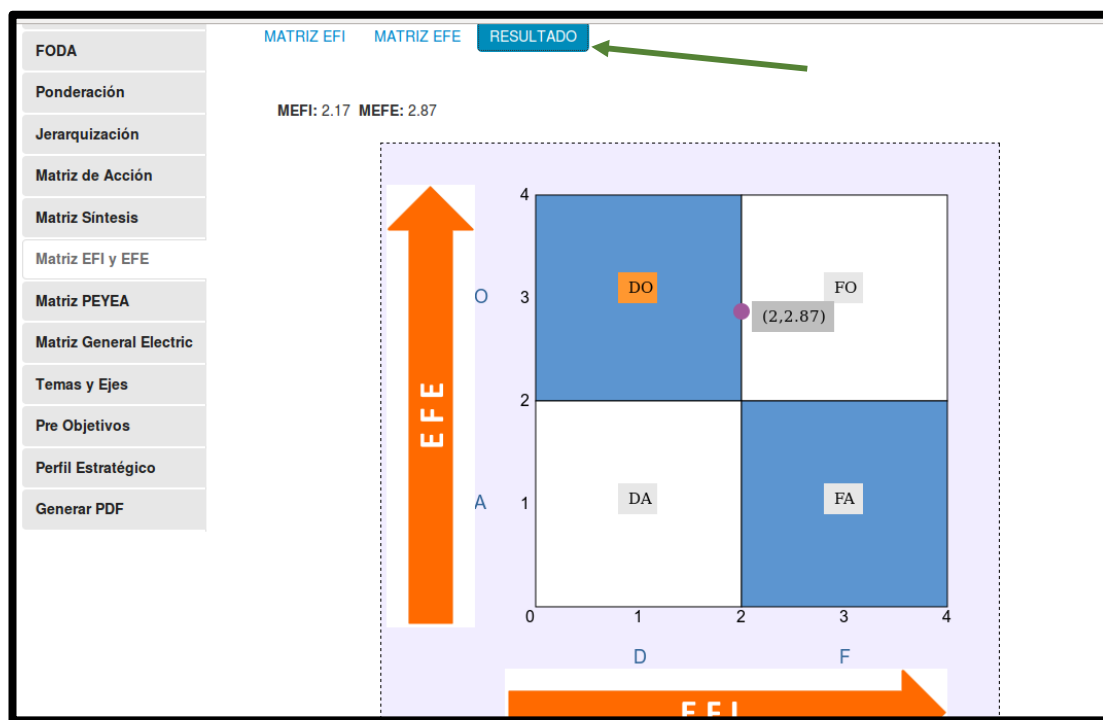 MATRIZ EFI MATRIZ EFE RESULTADO
FODA
Ponderación
Jerarquización
Matriz de Acción
Matriz Síntesis
Matriz EFI y EFE
Matriz PEYEA
Matriz General Electric
Temas y Ejes
Pre Objetivos
Perfil Estratégico
Generar PDF
MEFI: 2.17 MEFE: 2.87
EFE
4
O 3
DO
FO
(2,2.87)
2
A 1
DA
FA
0 1 2 3 4
D F
EFI